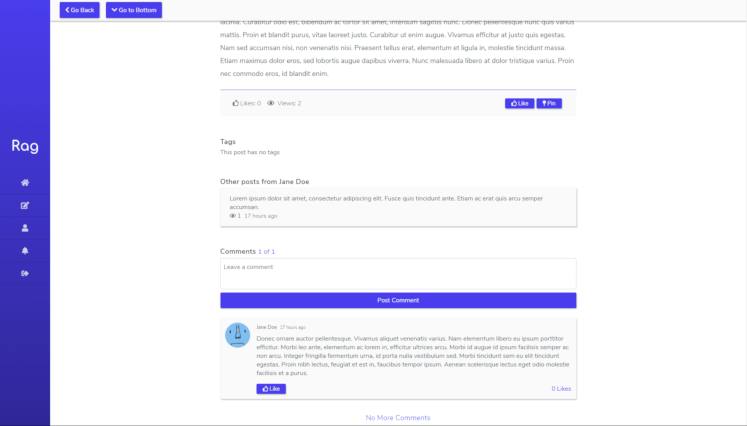 Go Back
Go to Bottom
Rag
lacinia. Curabitur odio est, bibendum ac tortor sit amet, interdum sagittis nunc. Donec pellentesque nunc quis varius
mattis. Proin et blandit purus, vitae laoreet justo. Curabitur ut enim augue. Vivamus efficitur at justo quis egestas.
Nam sed accumsan nisi, non venenatis nisi. Praesent tellus erat, elementum et ligula in, molestie tincidunt massa.
Etiam maximus dolor eros, sed lobortis augue dapibus viverra. Nunc malesuada libero at dolor tristique varius. Proin
nec commodo eros, id blandit enim.
Likes: 0 Views: 2
Like
Pin
Tags
This post has no tags
Other posts from Jane Doe
Lorem ipsum dolor sit amet, consectetur adipiscing elit. Fusce quis tincidunt ante. Etiam ac erat quis arcu semper
accumsan.
1 17 hours ago
Comments 1 of 1
Leave a comment
Post Comment
Jane Doe 17 hours ago
Donec ornare auctor pellentesque. Vivamus aliquet venenatis varius. Nam elementum libero eu ipsum porttitor
efficitur. Morbi leo ante, elementum ac lorem in, efficitur ultrices arcu. Morbi id augue id ipsum facilisis semper ac
non arcu. Integer fringilla fermentum urna, id porta nulla vestibulum sed. Morbi tincidunt sem eu elit tincidunt
egestas. Proin nibh lectus, feugiat et est in, faucibus tempor ipsum. Aenean scelerisque lectus eget odio molestie
facilisis et a purus.
Like
0 Likes
No More Comments